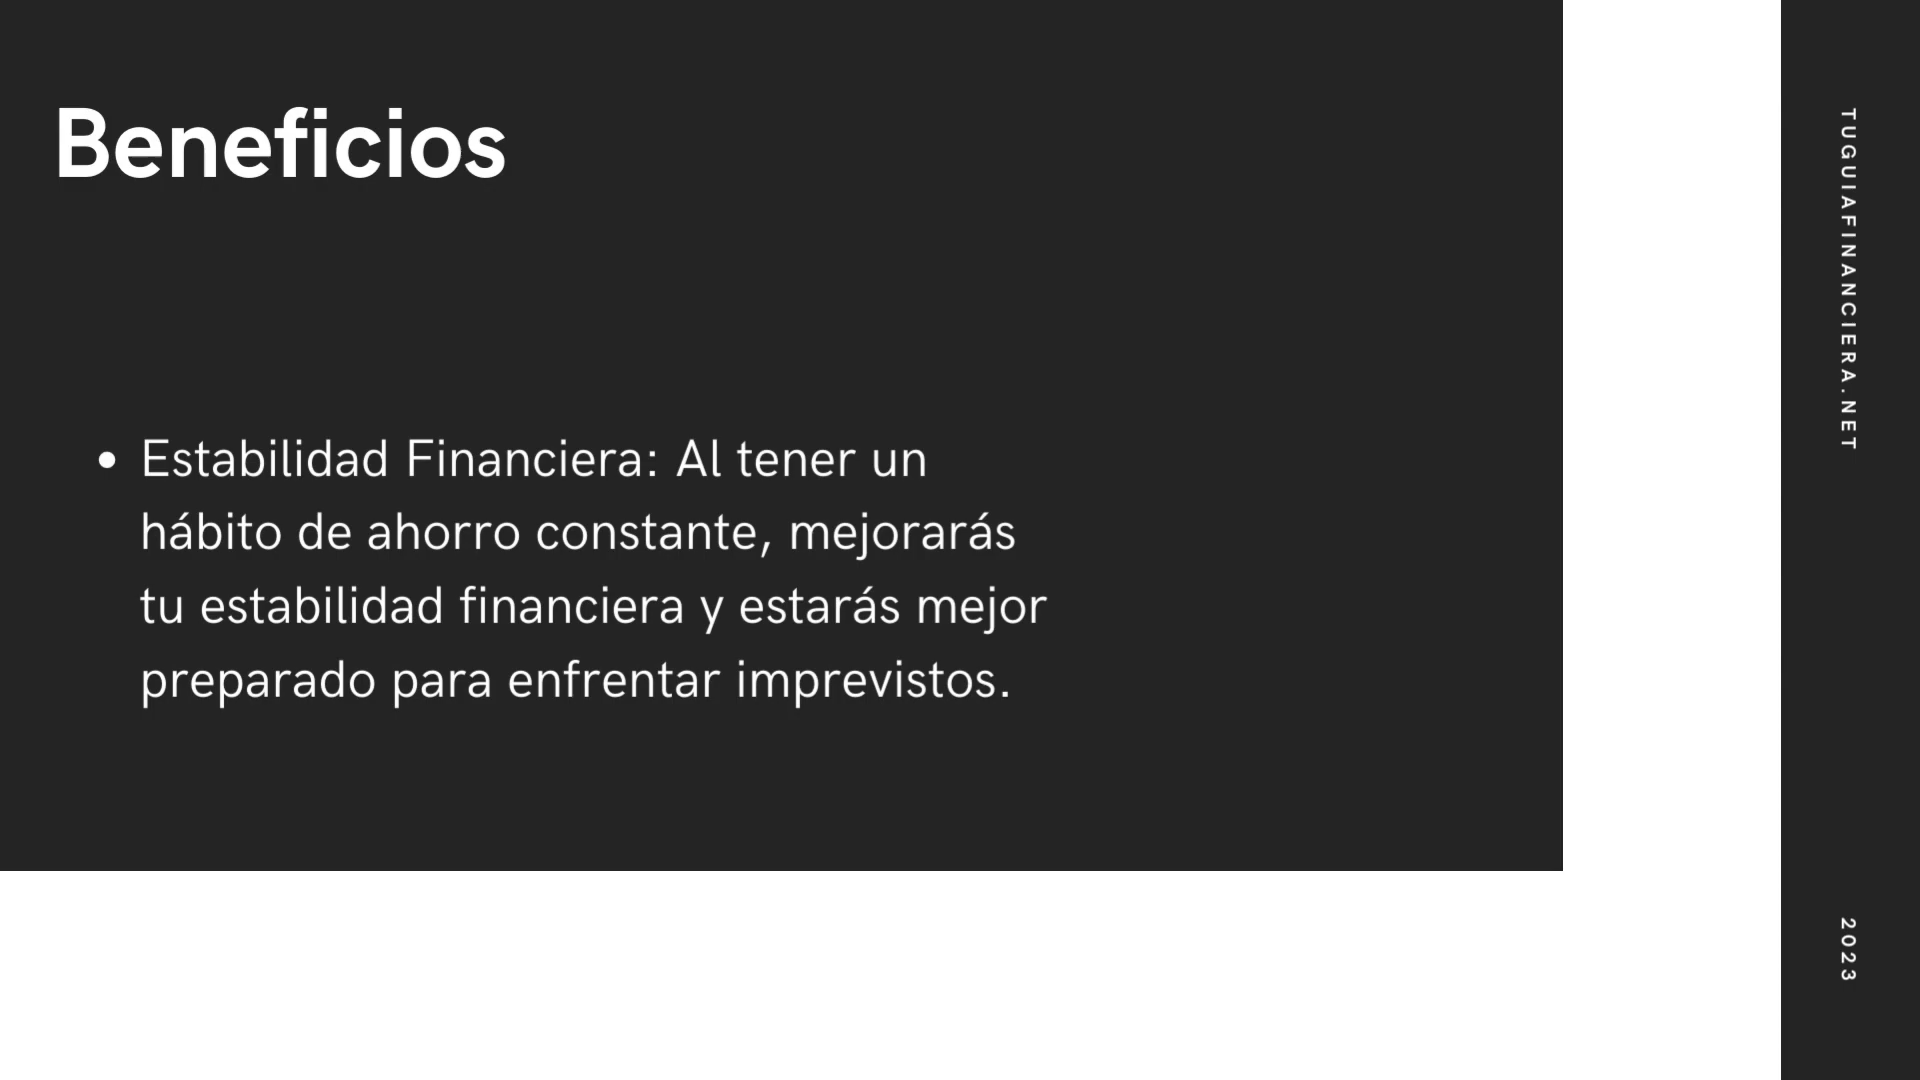 Beneficios
• Estabilidad Financiera: Al tener un
hábito de ahorro constante, mejorarás
tu estabilidad financiera y estarás mejor
preparado para enfrentar imprevistos.
TUGUIAFINANCIERA.NET
2023